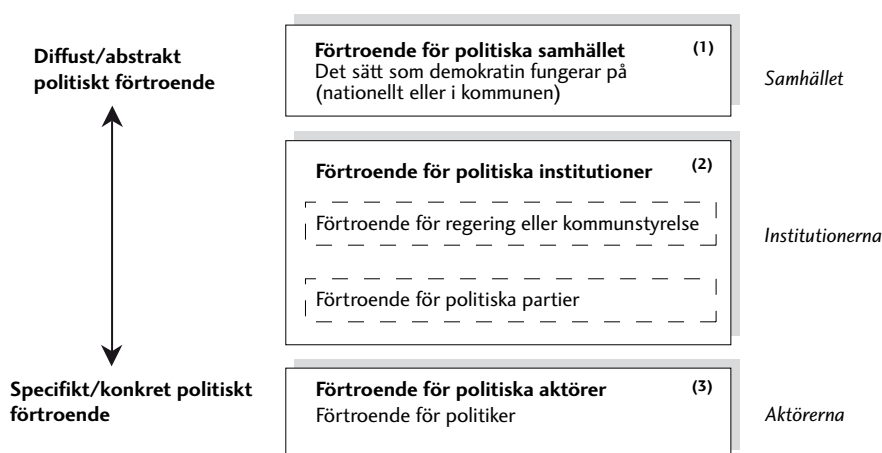 Diffust/abstrakt
politiskt förtroende
Förtroende för politiska samhället (1)
Det sätt som demokratin fungerar på
(nationellt eller i kommunen)
Samhället
Förtroende för politiska institutioner (2)
Förtroende för regering eller kommunstyrelse
Förtroende för politiska partier
Institutionerna
Specifikt/konkret politiskt
förtroende
Förtroende för politiska aktörer (3)
Förtroende för politiker
Aktörerna